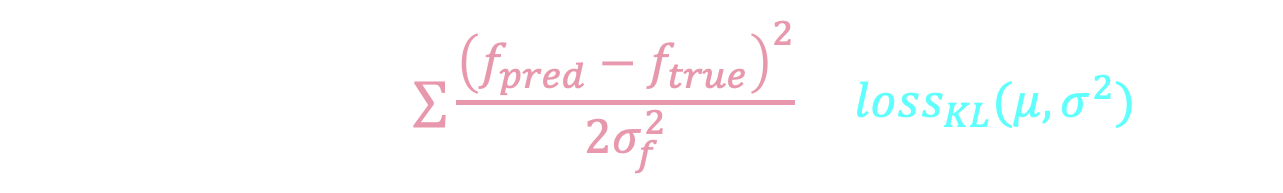 ∑ (f_pred − f_true)² / 2σ_f² loss_KL(μ, σ²)